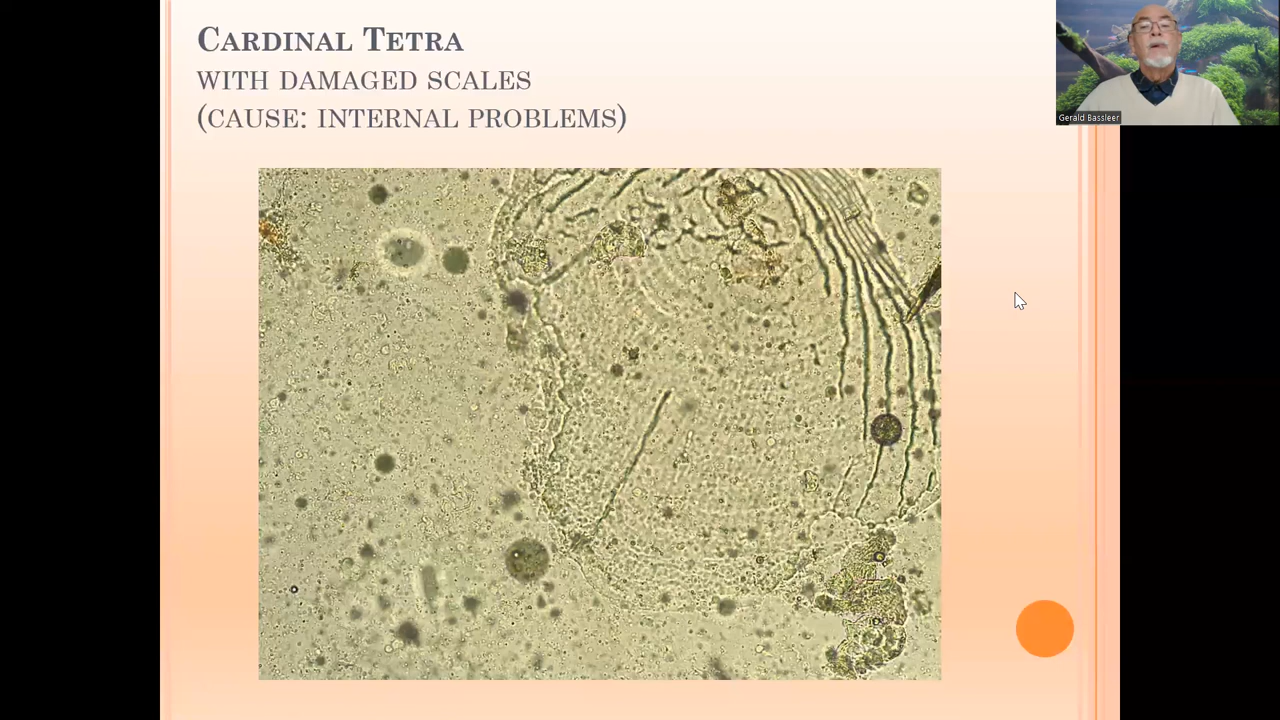 Cardinal Tetra
with damaged scales
(cause: internal problems)
Gerald Bassleer